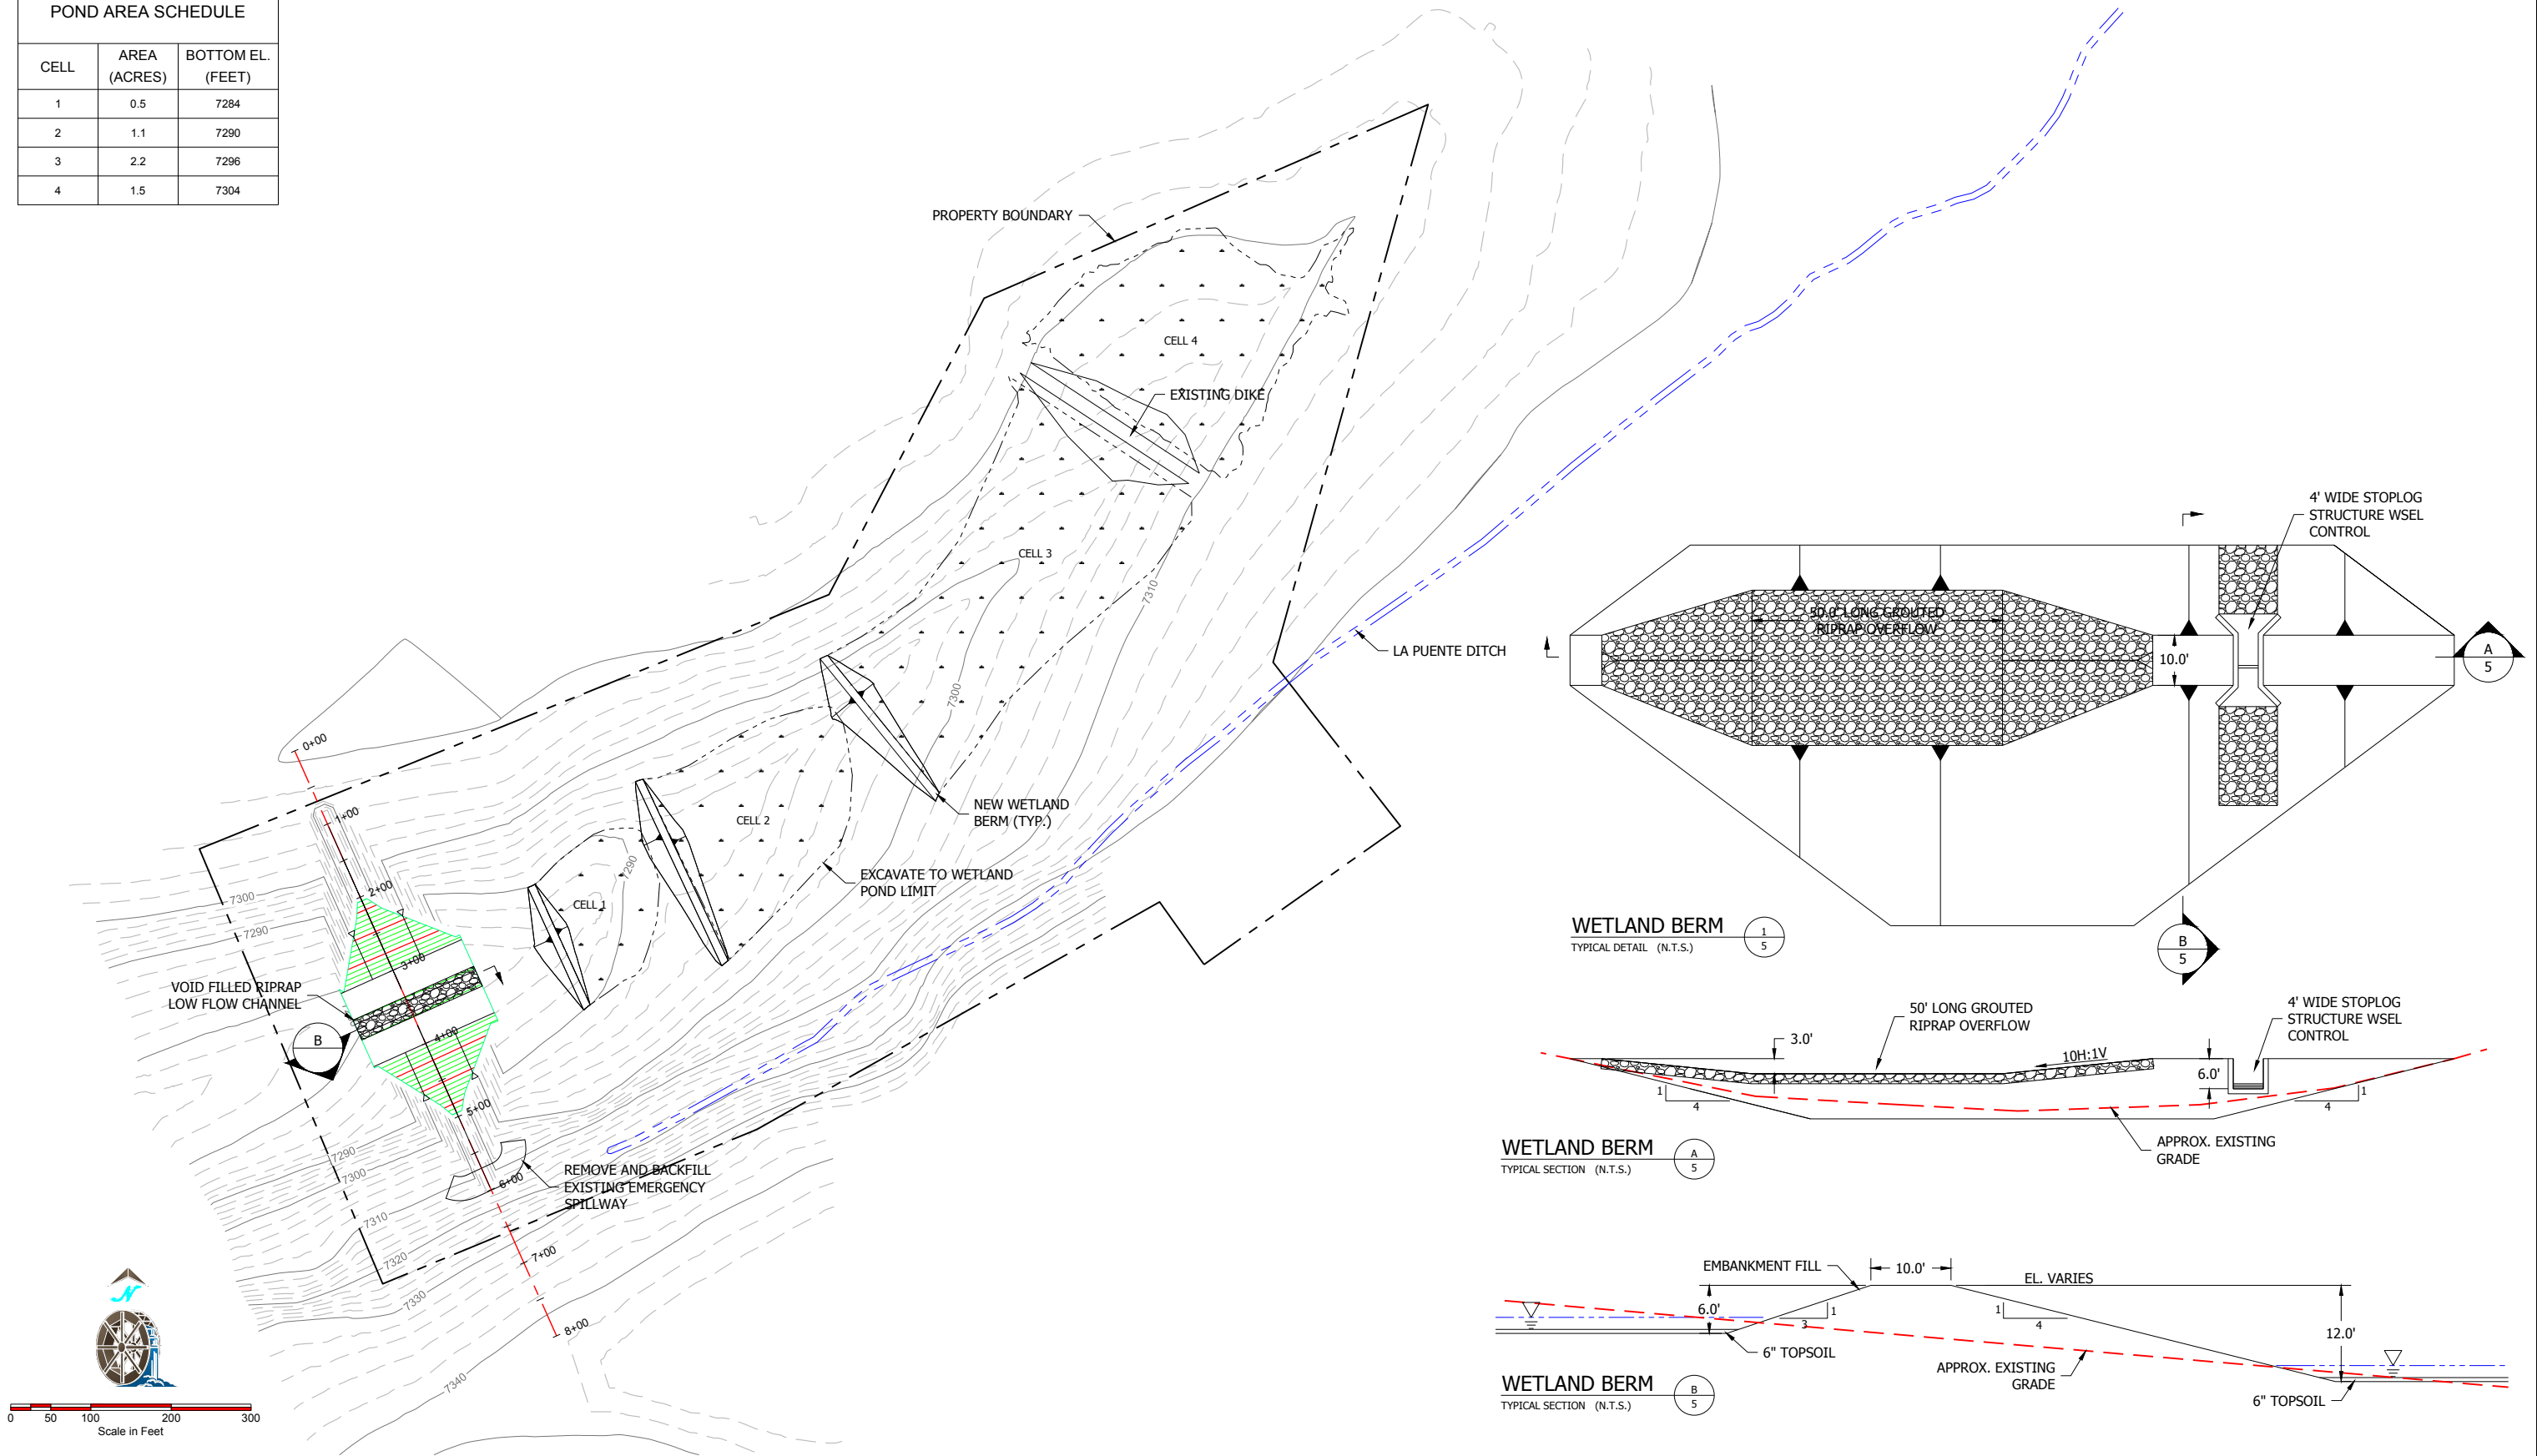 POND AREA SCHEDULE
CELL
AREA
(ACRES)
BOTTOM EL.
(FEET)
1 0.5 7284
2 1.1 7290
3 2.2 7296
4 1.5 7304
PROPERTY BOUNDARY
CELL 4
EXISTING DIKE
CELL 3
7310
LA PUENTE DITCH
7300
NEW WETLAND
BERM (TYP.)
CELL 2
EXCAVATE TO WETLAND
POND LIMIT
7290
CELL 1
0+00
1+00
2+00
3+00
4+00
5+00
6+00
7+00
8+00
7300
7290
VOID FILLED RIPRAP
LOW FLOW CHANNEL
B
7290
7300
7310
7320
7330
7340
REMOVE AND BACKFILL
EXISTING EMERGENCY
SPILLWAY
N
0 50 100 200 300
Scale in Feet
4' WIDE STOPLOG
STRUCTURE WSEL
CONTROL
50.0' LONG GROUTED
RIPRAP OVERFLOW
10.0'
A
5
B
5
WETLAND BERM
TYPICAL DETAIL (N.T.S.)
1
5
50' LONG GROUTED
RIPRAP OVERFLOW
4' WIDE STOPLOG
STRUCTURE WSEL
CONTROL
3.0'
10H:1V
6.0'
1
4
1
4
APPROX. EXISTING
GRADE
WETLAND BERM
TYPICAL SECTION (N.T.S.)
A
5
EMBANKMENT FILL
10.0'
EL. VARIES
6.0'
1
3
1
4
12.0'
6" TOPSOIL
APPROX. EXISTING
GRADE
6" TOPSOIL
WETLAND BERM
TYPICAL SECTION (N.T.S.)
B
5